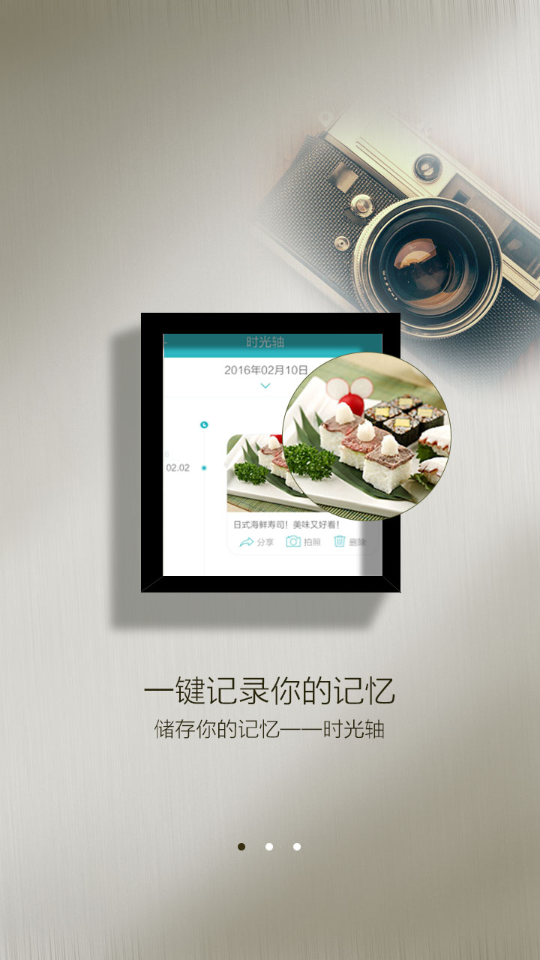 时光轴
2016年02月10日
02.02
日式海鲜寿司！美味又好看！
分享 拍照 删除
一键记录你的记忆
储存你的记忆——时光轴